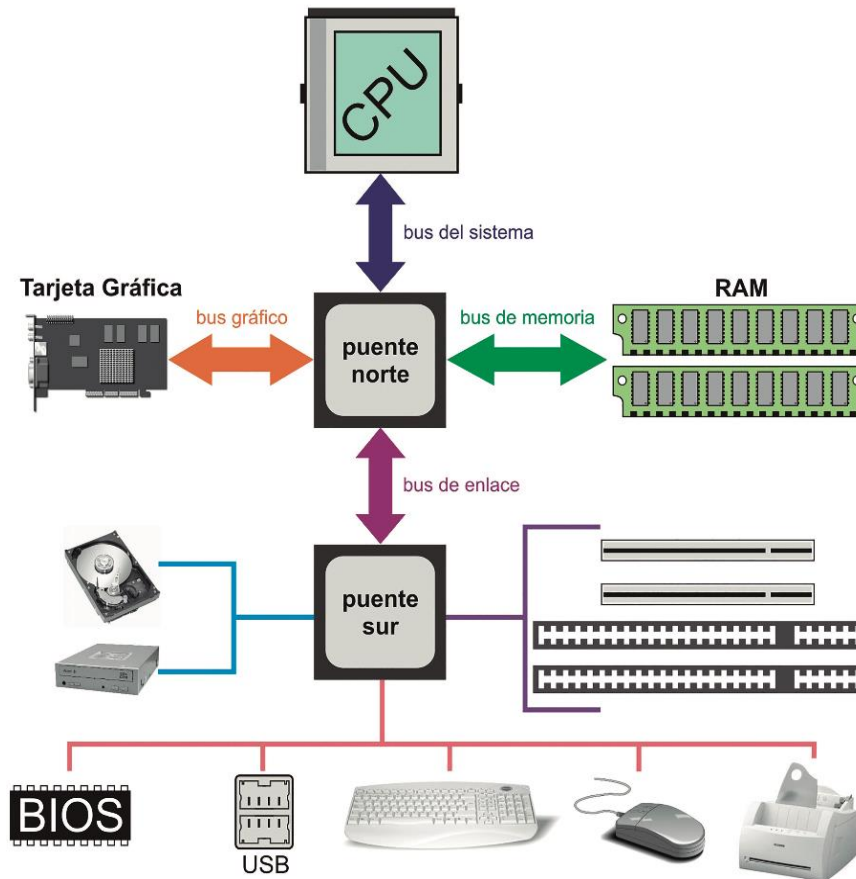 CPU
bus del sistema
Tarjeta Gráfica
bus gráfico
puente
norte
bus de memoria
RAM
bus de enlace
puente
sur
BIOS
USB